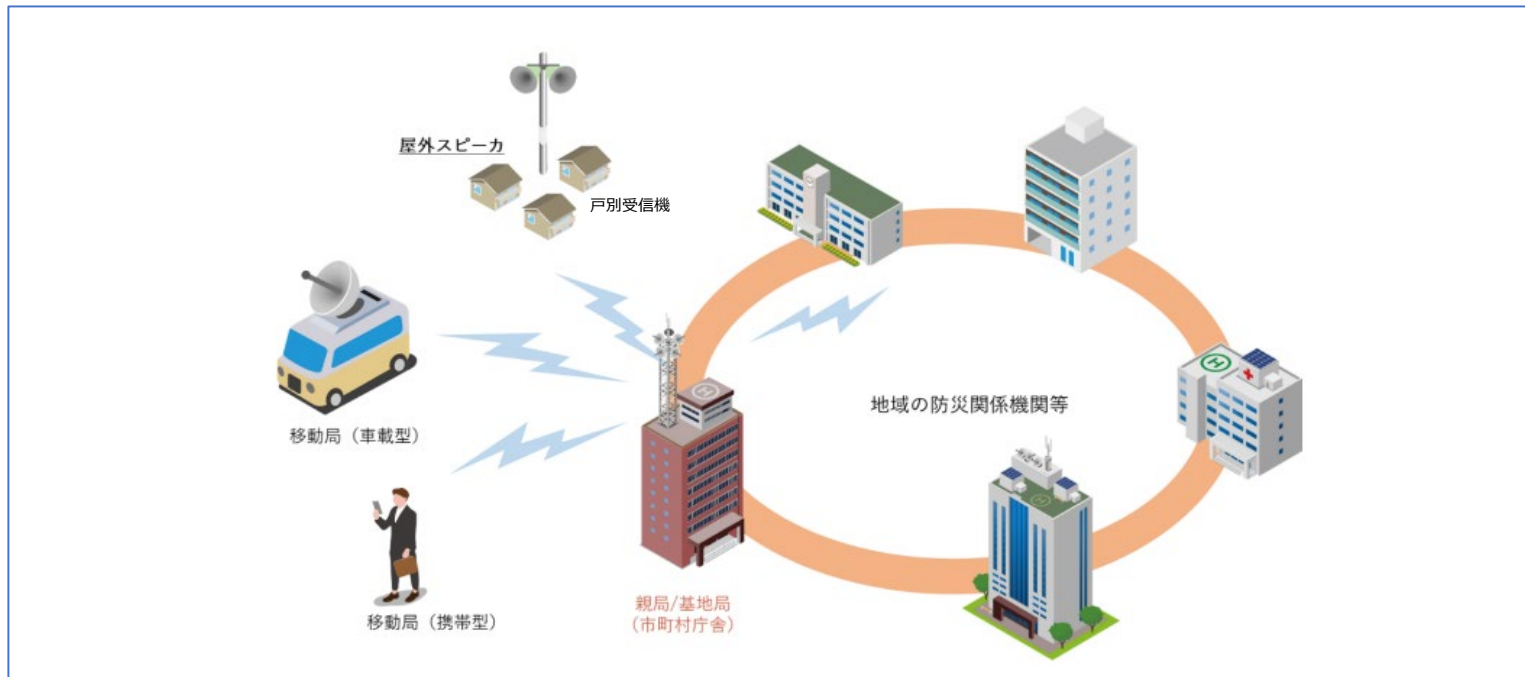 屋外スピーカ
戸別受信機
移動局（車載型）
地域の防災関係機関等
移動局（携帯型）
親局/基地局
（市町村庁舎）